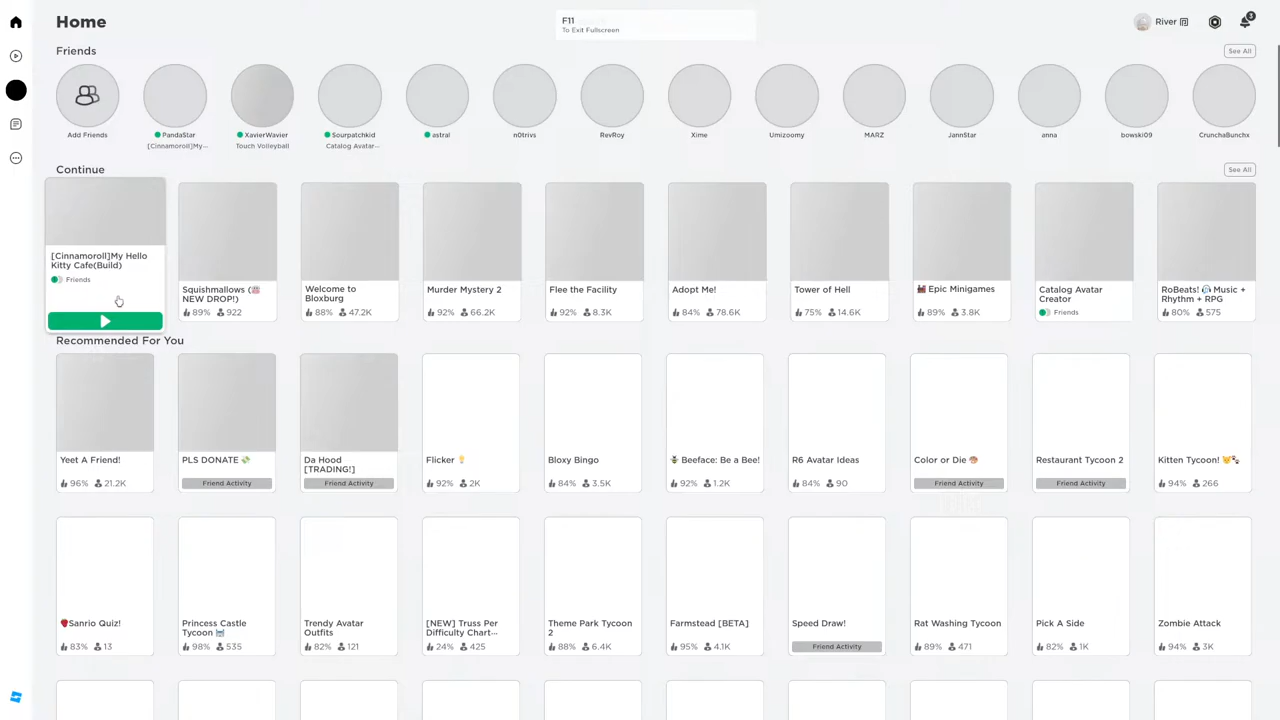 Home
F11
To Exit Fullscreen
River
3
Friends
See All
Add Friends
PandaStar
XavierWavier
Sourpatchkid
astral
n0trivs
RevRoy
Xime
Umizoomy
MARZ
JannStar
anna
bowski09
CrunchaBunchx
[Cinnamoroll]My···
Touch Volleyball
Catalog Avatar···
Continue
See All
[Cinnamoroll]My Hello
Kitty Cafe(Build)
Friends
Squishmallows (
NEW DROP!)
89% 922
Welcome to
Bloxburg
88% 47.2K
Murder Mystery 2
92% 66.2K
Flee the Facility
92% 8.3K
Adopt Me!
84% 78.6K
Tower of Hell
75% 14.6K
Epic Minigames
89% 3.8K
Catalog Avatar
Creator
Friends
RoBeats! Music +
Rhythm + RPG
80% 575
Recommended For You
Yeet A Friend!
96% 21.2K
PLS DONATE 💸
Friend Activity
Da Hood
[TRADING!]
Friend Activity
Flicker 💡
92% 2K
Bloxy Bingo
84% 3.5K
Beeface: Be a Bee!
92% 1.2K
R6 Avatar Ideas
84% 90
Color or Die
Friend Activity
Restaurant Tycoon 2
Friend Activity
Kitten Tycoon! 🐱🐾
94% 266
Sanrio Quiz!
83% 13
Princess Castle
Tycoon
98% 535
Trendy Avatar
Outfits
82% 121
[NEW] Truss Per
Difficulty Chart···
24% 425
Theme Park Tycoon
2
88% 6.4K
Farmstead [BETA]
95% 4.1K
Speed Draw!
Friend Activity
Rat Washing Tycoon
89% 471
Pick A Side
82% 1K
Zombie Attack
94% 3K